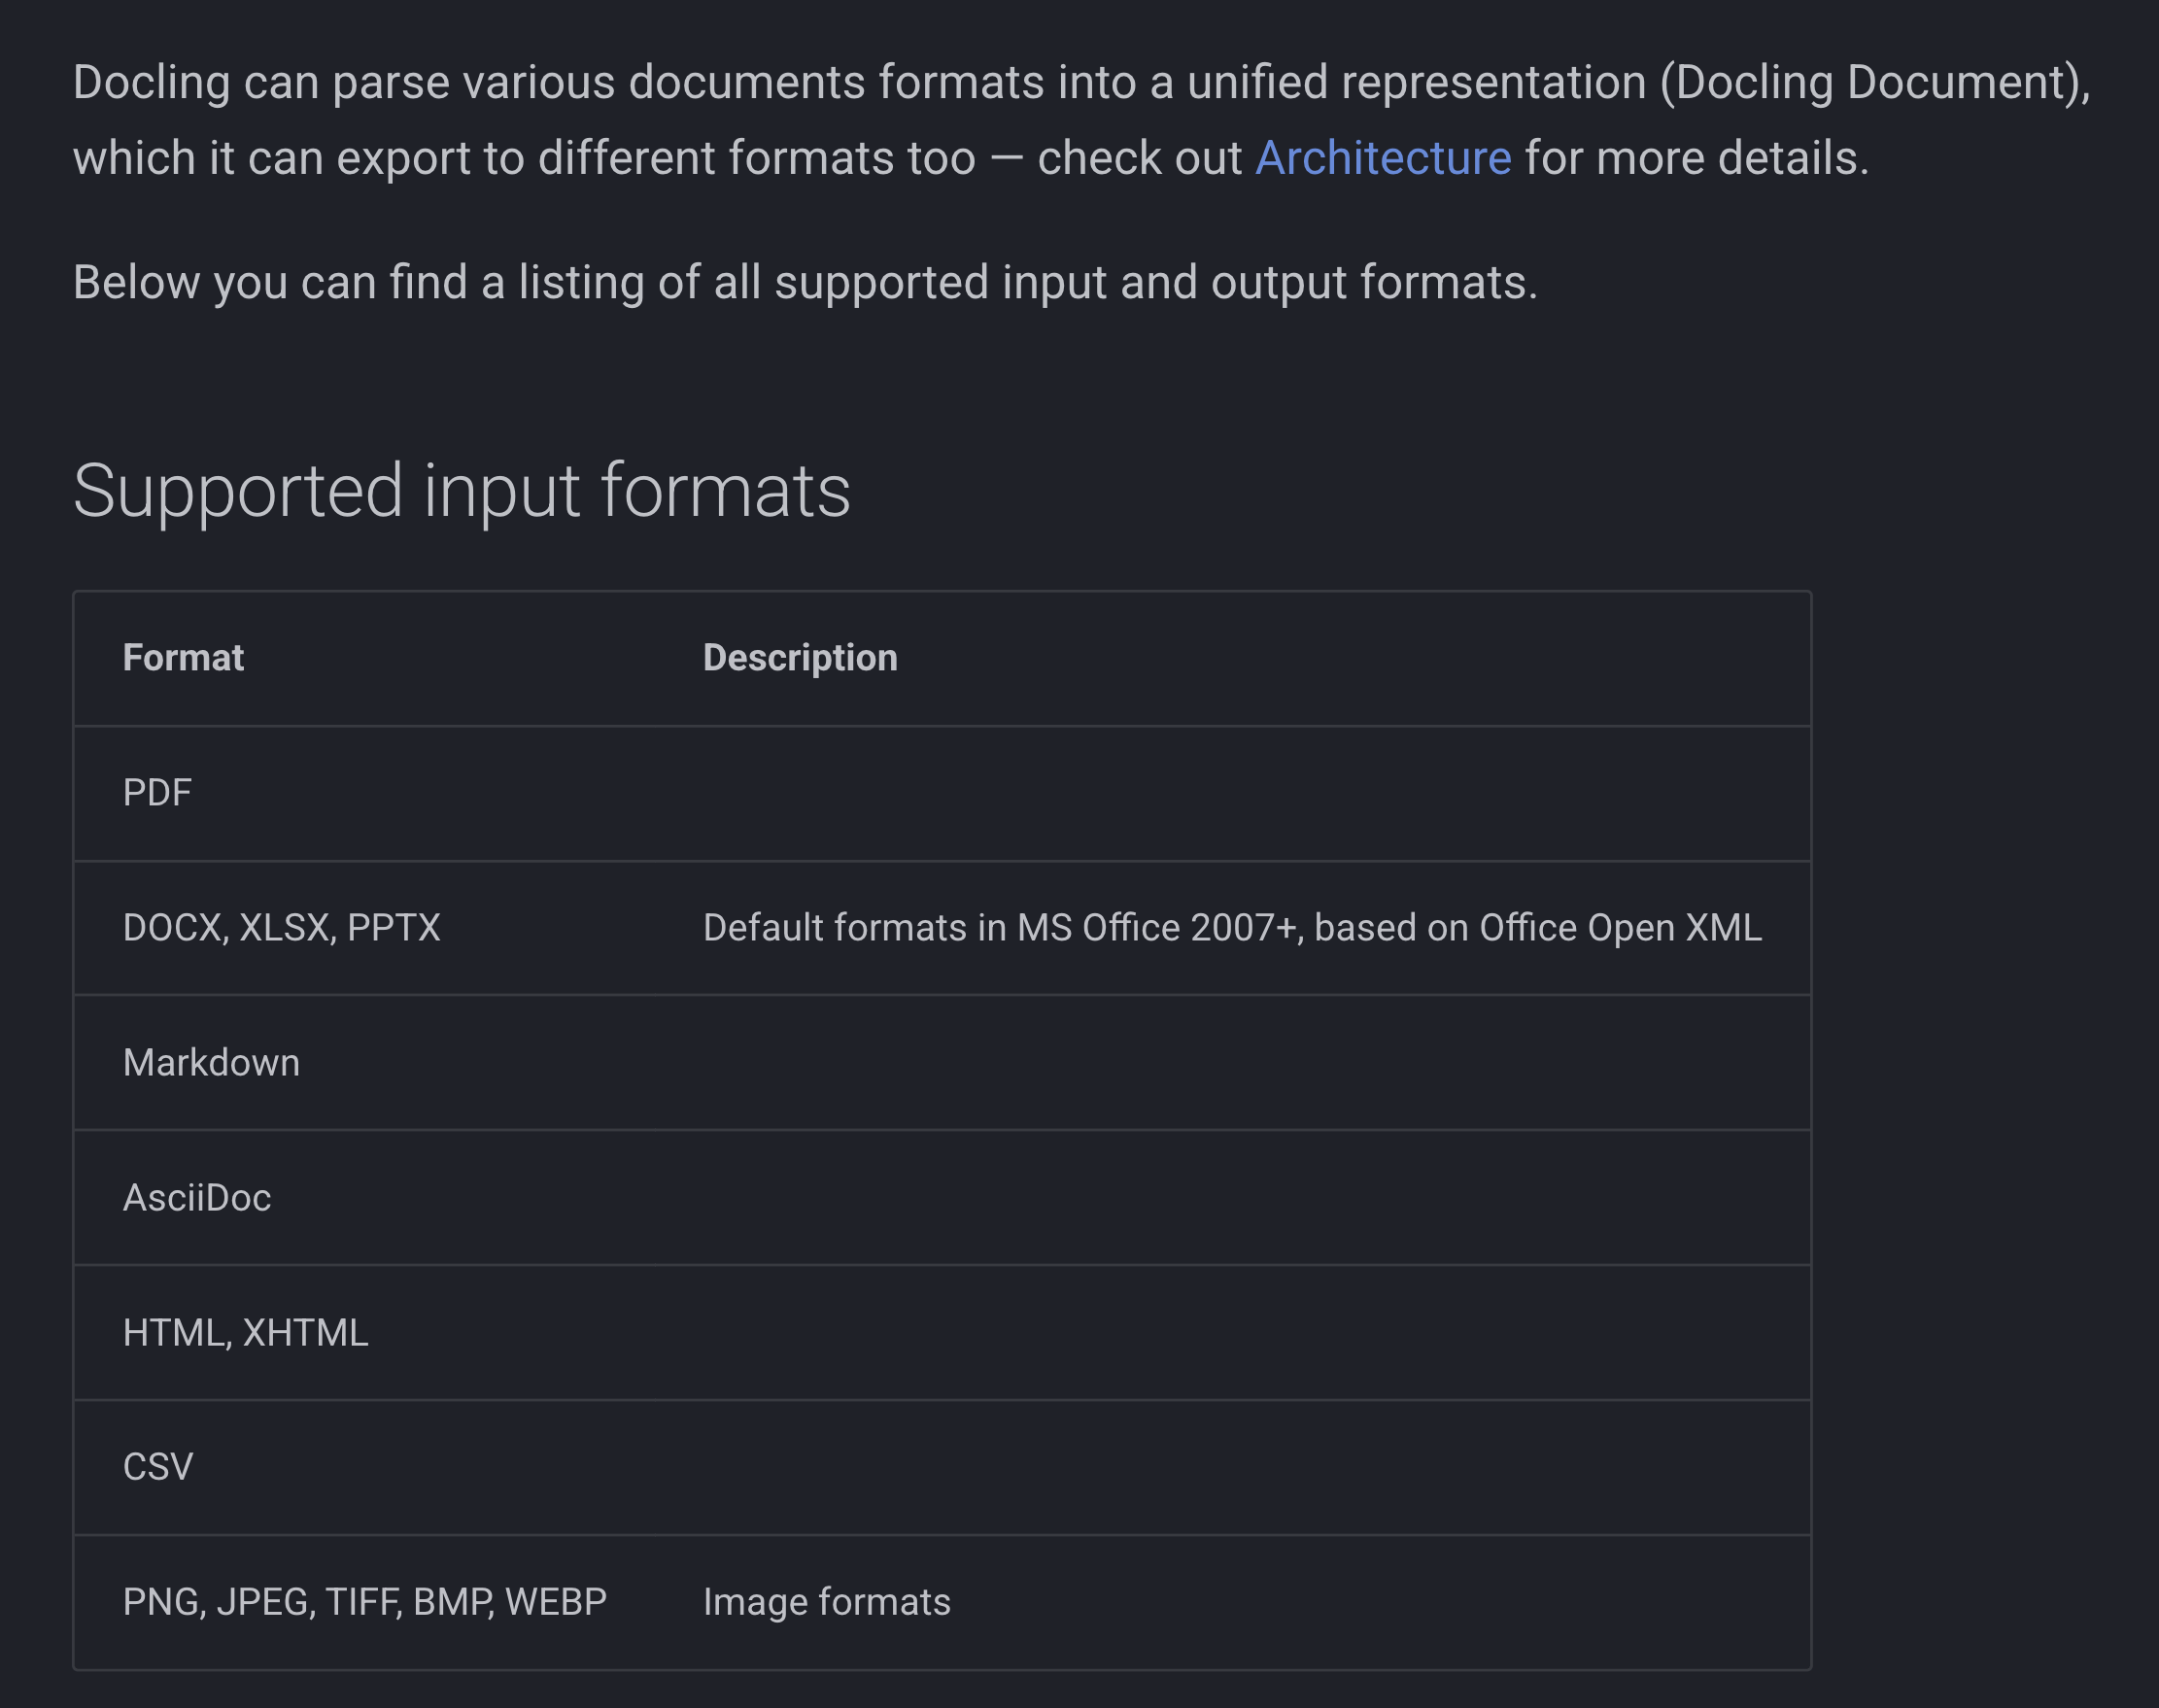 Docling can parse various documents formats into a unified representation (Docling Document),
which it can export to different formats too — check out Architecture for more details.
Below you can find a listing of all supported input and output formats.
Supported input formats
Format Description
PDF
DOCX, XLSX, PPTX Default formats in MS Office 2007+, based on Office Open XML
Markdown
AsciiDoc
HTML, XHTML
CSV
PNG, JPEG, TIFF, BMP, WEBP Image formats